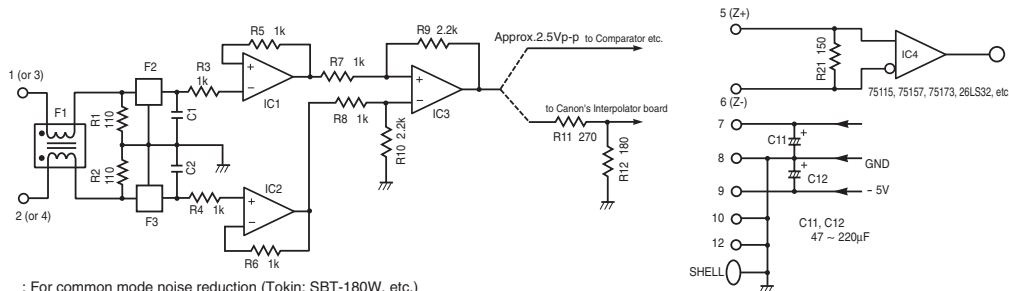 R5 1k
R9 2.2k
Approx.2.5Vp-p to Comparator etc.
5 (Z+)
R21 150
IC4
75115, 75157, 75173, 26LS32, etc
6 (Z-)
1 (or 3)
F1
F2
R3
1k
+
−
IC1
R7 1k
+
−
IC3
R8 1k
R1
110
C1
R10 2.2k
to Canon's Interpolator board
R11 270
R12 180
R2
110
C2
IC2
F3
R4 1k
+
−
2 (or 4)
R6 1k
7
C11
+
8
GND
C12
+
9
− 5V
10
C11, C12
47 ~ 220µF
12
SHELL
: For common mode noise reduction (Tokin: SBT-180W, etc.)